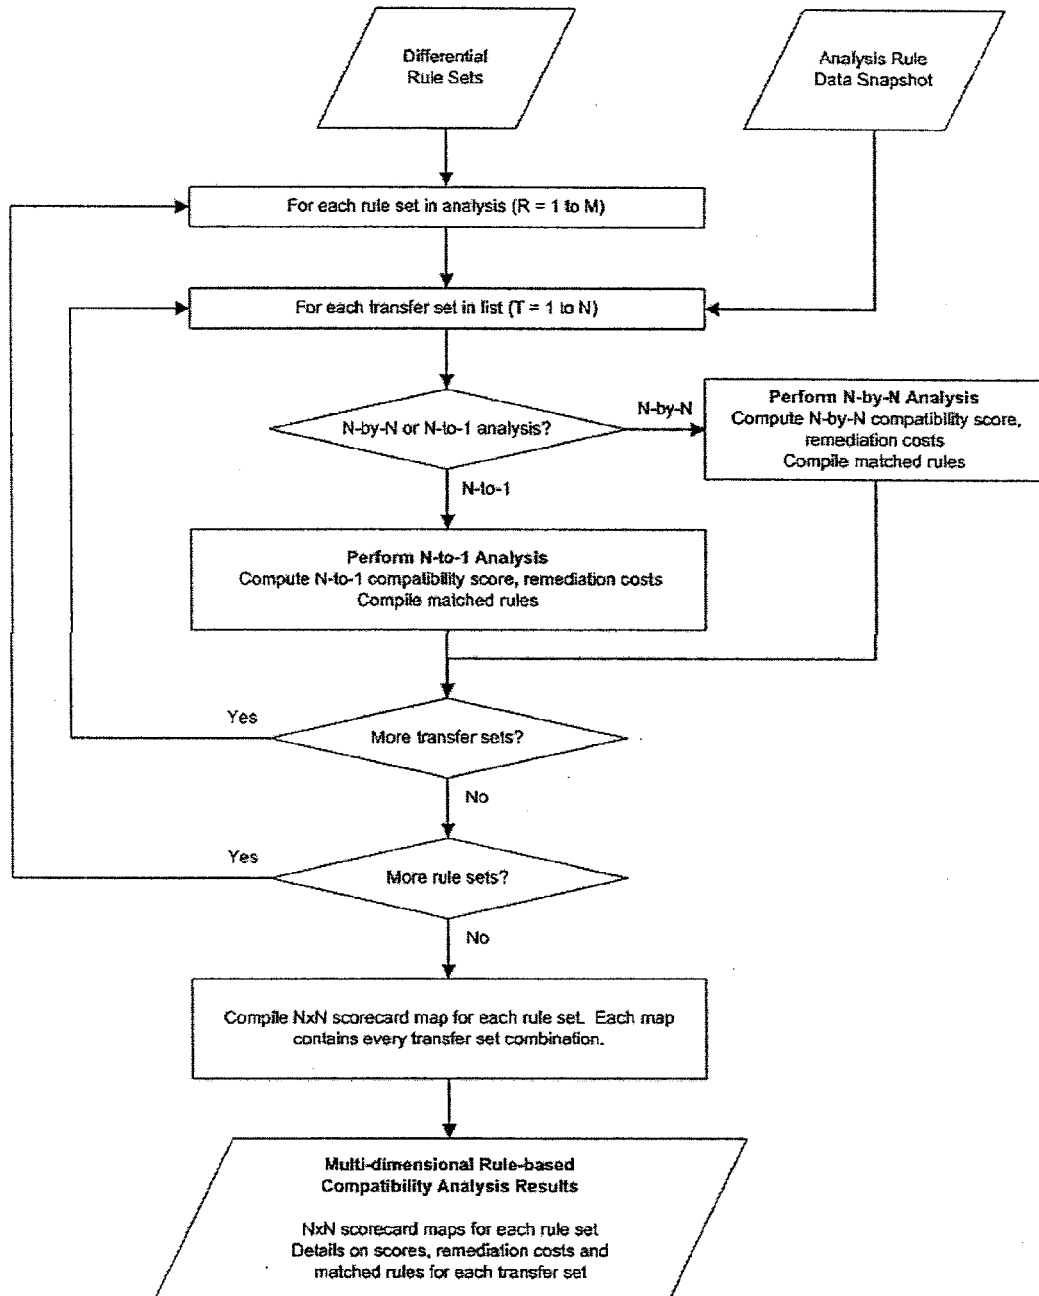 Differential
Rule Sets
Analysis Rule
Data Snapshot
For each rule set in analysis (R = 1 to M)
For each transfer set in list (T = 1 to N)
N-by-N or N-to-1 analysis?
N-by-N
Perform N-by-N Analysis
Compute N-by-N compatibility score,
remediation costs
Compile matched rules
N-to-1
Perform N-to-1 Analysis
Compute N-to-1 compatibility score, remediation costs
Compile matched rules
Yes
More transfer sets?
No
Yes
More rule sets?
No
Compile NxN scorecard map for each rule set. Each map
contains every transfer set combination.
Multi-dimensional Rule-based
Compatibility Analysis Results
NxN scorecard maps for each rule set
Details on scores, remediation costs and
matched rules for each transfer set